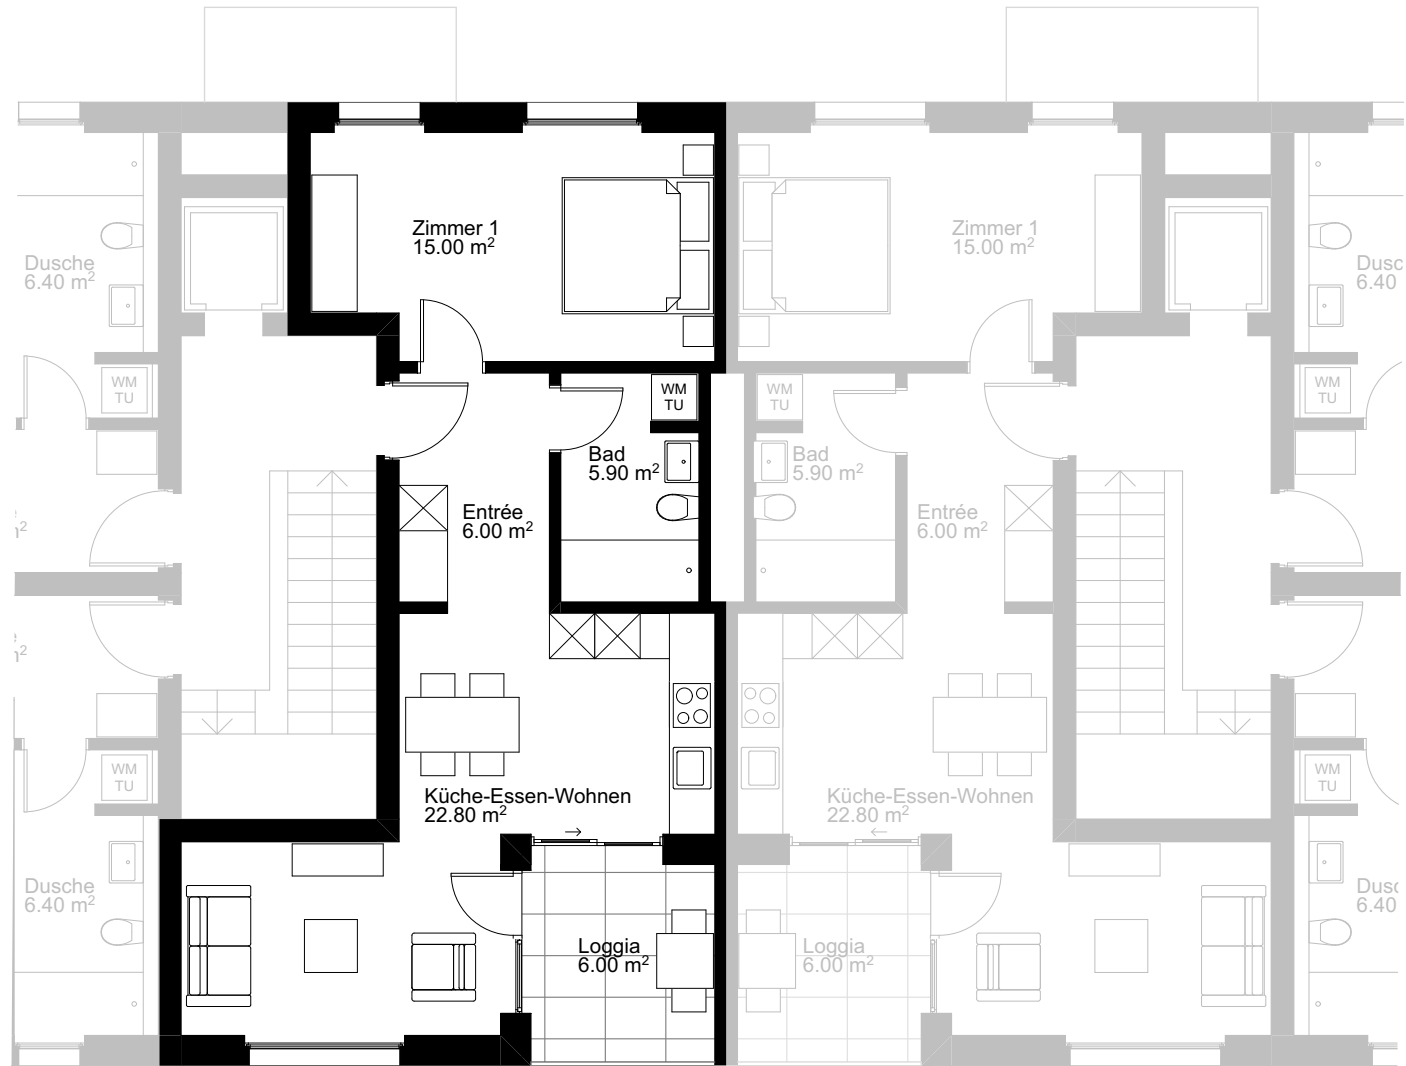 Zimmer 1
15.00 m²
Zimmer 1
15.00 m²
Dusche
6.40 m²
Dusc
6.40
WM
TU
WM
TU
WM
TU
WM
TU
Bad
5.90 m²
Bad
5.90 m²
Entrée
6.00 m²
Entrée
6.00 m²
WM
TU
WM
TU
Küche-Essen-Wohnen
22.80 m²
Küche-Essen-Wohnen
22.80 m²
Dusche
6.40 m²
Dusc
6.40
Loggia
6.00 m²
Loggia
6.00 m²